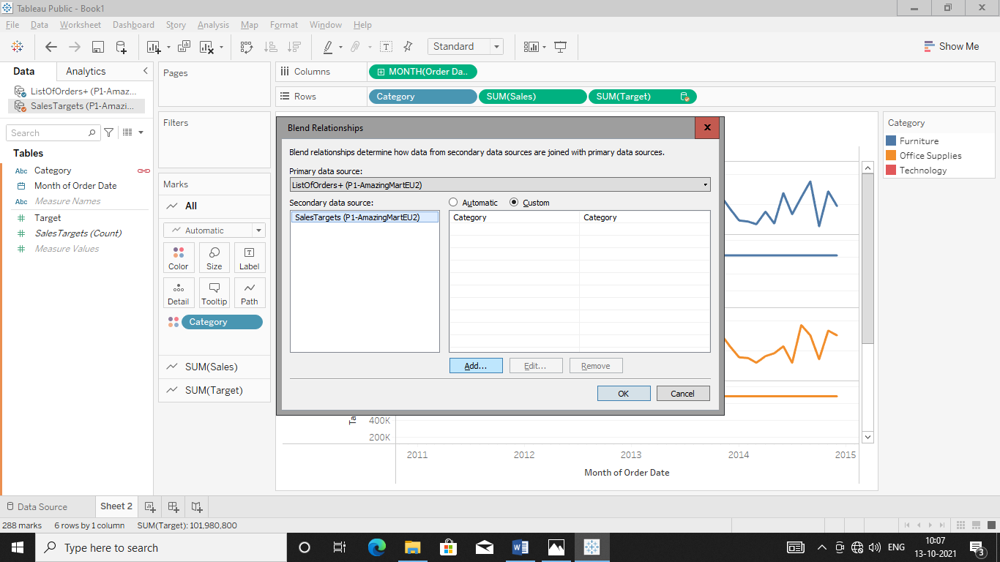 Tableau Public - Book1
File Data Worksheet Dashboard Story Analysis Map Format Window Help
Standard
Show Me
Data Analytics
ListOfOrders+ (P1-Amaz...
SalesTargets (P1-Amazi...
Search
Tables
Abc Category
Month of Order Date
Abc Measure Names
Target
SalesTargets (Count)
Measure Values
Pages
Filters
Marks
All
Automatic
Color Size Label
Detail Tooltip Path
Category
SUM(Sales)
SUM(Target)
Columns MONTH(Order Da..
Rows Category SUM(Sales) SUM(Target)
Blend Relationships
Blend relationships determine how data from secondary data sources are joined with primary data sources.
Primary data source:
ListOfOrders+ (P1-AmazingMartEU2)
Secondary data source: Automatic Custom
SalesTargets (P1-AmazingMartEU2) Category Category
Add... Edit... Remove
OK Cancel
Ta
400K
200K
2011 2012 2013 2014 2015
Month of Order Date
Category
Furniture
Office Supplies
Technology
Data Source Sheet 2
288 marks 6 rows by 1 column SUM(Target): 101,980,800
Type here to search
ENG 10:07
13-10-2021
3